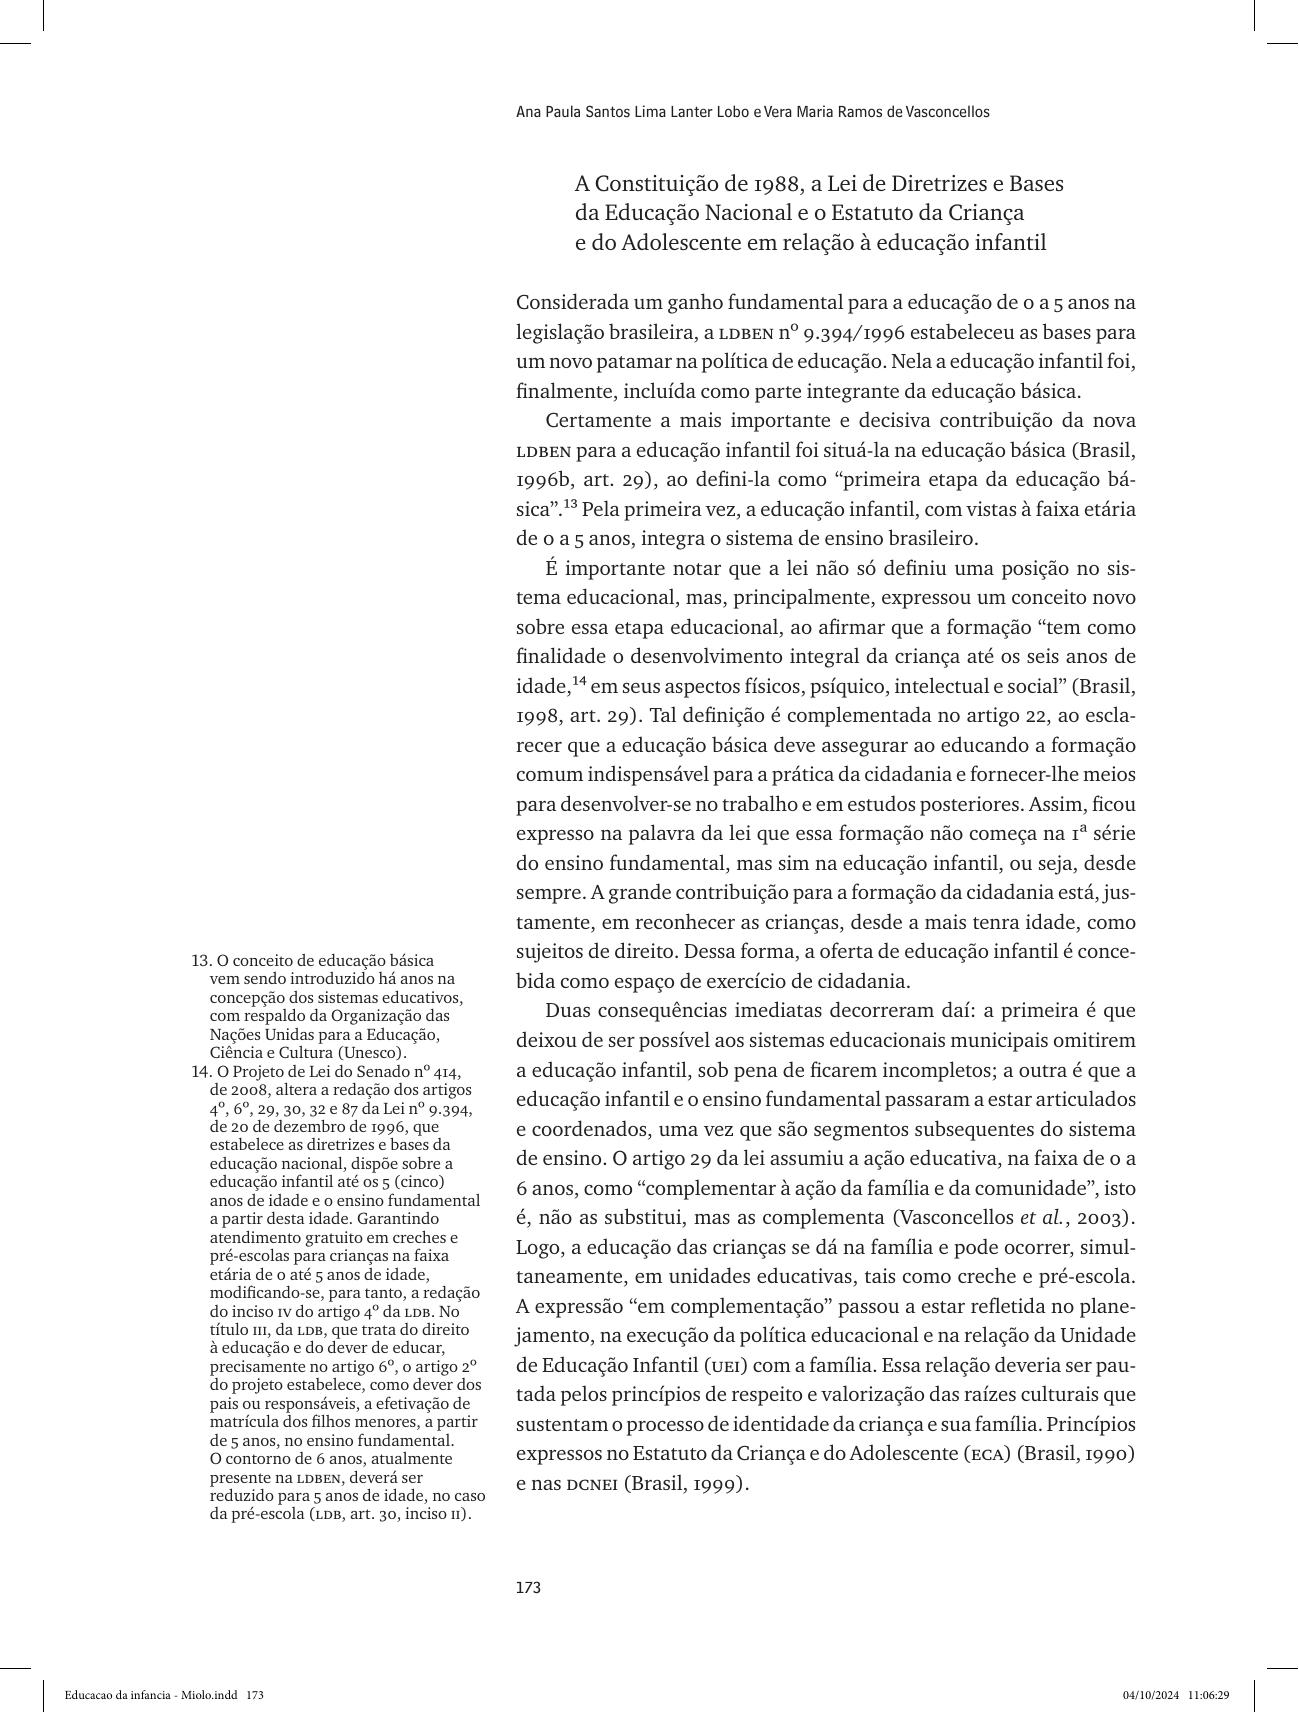 Ana Paula Santos Lima Lanter Lobo e Vera Maria Ramos de Vasconcellos
A Constituição de 1988, a Lei de Diretrizes e Bases
da Educação Nacional e o Estatuto da Criança
e do Adolescente em relação à educação infantil
Considerada um ganho fundamental para a educação de 0 a 5 anos na
legislação brasileira, a LDBEN nº 9.394/1996 estabeleceu as bases para
um novo patamar na política de educação. Nela a educação infantil foi,
finalmente, incluída como parte integrante da educação básica.
Certamente a mais importante e decisiva contribuição da nova
LDBEN para a educação infantil foi situá-la na educação básica (Brasil,
1996b, art. 29), ao defini-la como “primeira etapa da educação bá-
sica”.¹³ Pela primeira vez, a educação infantil, com vistas à faixa etária
de 0 a 5 anos, integra o sistema de ensino brasileiro.
É importante notar que a lei não só definiu uma posição no sis-
tema educacional, mas, principalmente, expressou um conceito novo
sobre essa etapa educacional, ao afirmar que a formação “tem como
finalidade o desenvolvimento integral da criança até os seis anos de
idade,¹⁴ em seus aspectos físicos, psíquico, intelectual e social” (Brasil,
1998, art. 29). Tal definição é complementada no artigo 22, ao escla-
recer que a educação básica deve assegurar ao educando a formação
comum indispensável para a prática da cidadania e fornecer-lhe meios
para desenvolver-se no trabalho e em estudos posteriores. Assim, ficou
expresso na palavra da lei que essa formação não começa na 1ª série
do ensino fundamental, mas sim na educação infantil, ou seja, desde
sempre. A grande contribuição para a formação da cidadania está, jus-
tamente, em reconhecer as crianças, desde a mais tenra idade, como
sujeitos de direito. Dessa forma, a oferta de educação infantil é conce-
bida como espaço de exercício de cidadania.
Duas consequências imediatas decorreram daí: a primeira é que
deixou de ser possível aos sistemas educacionais municipais omitirem
a educação infantil, sob pena de ficarem incompletos; a outra é que a
educação infantil e o ensino fundamental passaram a estar articulados
e coordenados, uma vez que são segmentos subsequentes do sistema
de ensino. O artigo 29 da lei assumiu a ação educativa, na faixa de 0 a
6 anos, como “complementar à ação da família e da comunidade”, isto
é, não as substitui, mas as complementa (Vasconcellos et al., 2003).
Logo, a educação das crianças se dá na família e pode ocorrer, simul-
taneamente, em unidades educativas, tais como creche e pré-escola.
A expressão “em complementação” passou a estar refletida no plane-
jamento, na execução da política educacional e na relação da Unidade
de Educação Infantil (UEI) com a família. Essa relação deveria ser pau-
tada pelos princípios de respeito e valorização das raízes culturais que
sustentam o processo de identidade da criança e sua família. Princípios
expressos no Estatuto da Criança e do Adolescente (ECA) (Brasil, 1990)
e nas DCNEI (Brasil, 1999).
13. O conceito de educação básica
vem sendo introduzido há anos na
concepção dos sistemas educativos,
com respaldo da Organização das
Nações Unidas para a Educação,
Ciência e Cultura (Unesco).
14. O Projeto de Lei do Senado nº 414,
de 2008, altera a redação dos artigos
4º, 6º, 29, 30, 32 e 87 da Lei nº 9.394,
de 20 de dezembro de 1996, que
estabelece as diretrizes e bases da
educação nacional, dispõe sobre a
educação infantil até os 5 (cinco)
anos de idade e o ensino fundamental
a partir desta idade. Garantindo
atendimento gratuito em creches e
pré-escolas para crianças na faixa
etária de 0 até 5 anos de idade,
modificando-se, para tanto, a redação
do inciso IV do artigo 4º da LDB. No
título III, da LDB, que trata do direito
à educação e do dever de educar,
precisamente no artigo 6º, o artigo 2º
do projeto estabelece, como dever dos
pais ou responsáveis, a efetivação de
matrícula dos filhos menores, a partir
de 5 anos, no ensino fundamental.
O contorno de 6 anos, atualmente
presente na LDBEN, deverá ser
reduzido para 5 anos de idade, no caso
da pré-escola (LDB, art. 30, inciso II).
173
Educacao da infancia - Miolo.indd 173
04/10/2024 11:06:29